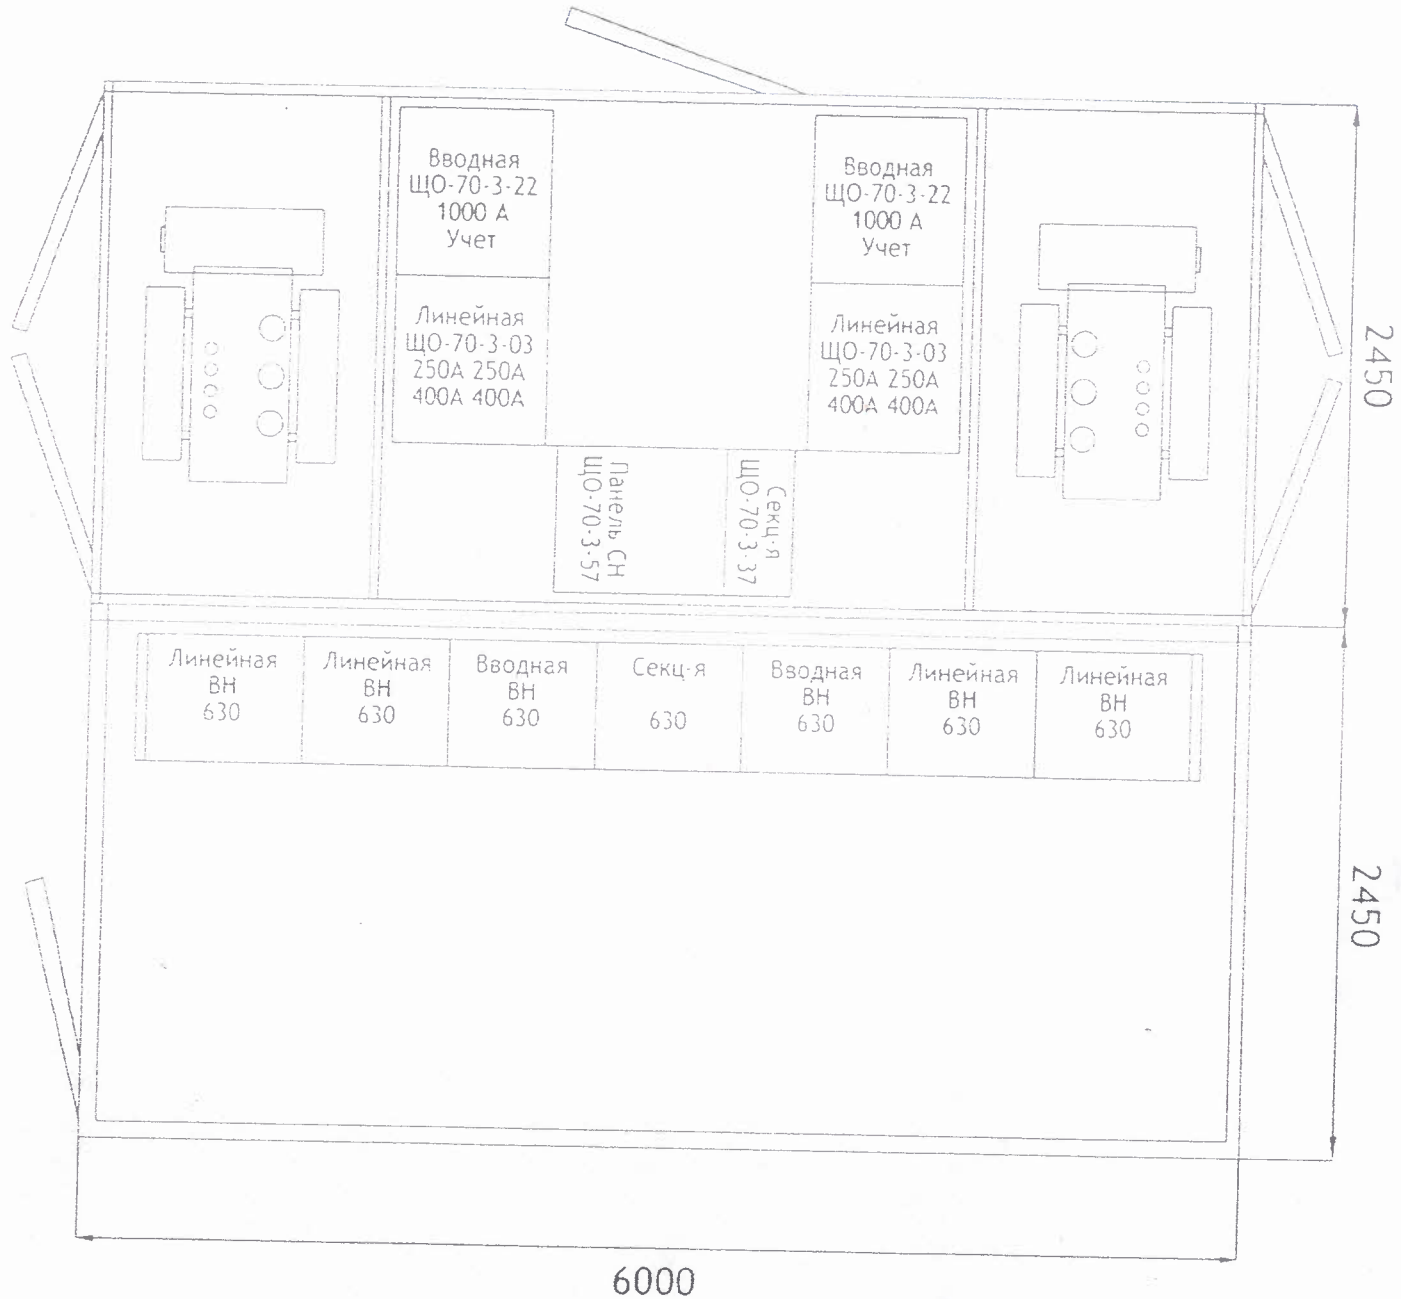 Вводная
ЩО-70-3-22
1000 А
Учет
Вводная
ЩО-70-3-22
1000 А
Учет
Линейная
ЩО-70-3-03
250А 250А
400А 400А
Линейная
ЩО-70-3-03
250А 250А
400А 400А
Панель СН
ЩО-70-3-57
Секц-я
ЩО-70-3-37
2450
Линейная
ВН
630
Линейная
ВН
630
Вводная
ВН
630
Секц-я
630
Вводная
ВН
630
Линейная
ВН
630
Линейная
ВН
630
2450
6000